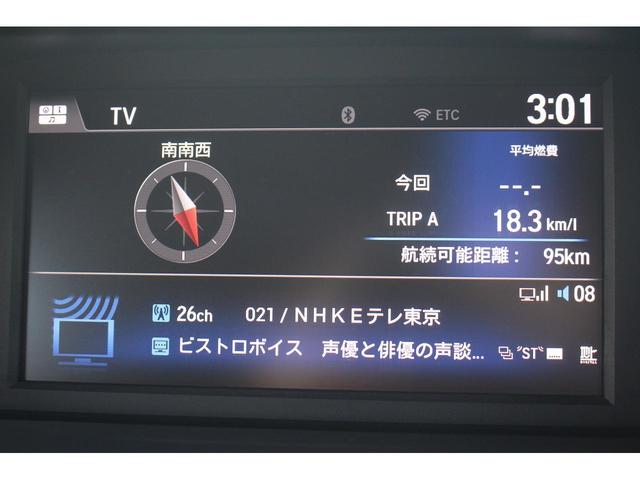 TV
ETC
3:01
南南西
平均燃費
今回 --.-
TRIP A 18.3 km/l
航続可能距離: 95km
08
26ch 021 / NHKEテレ東京
ビストロボイス 声優と俳優の声談... "ST"